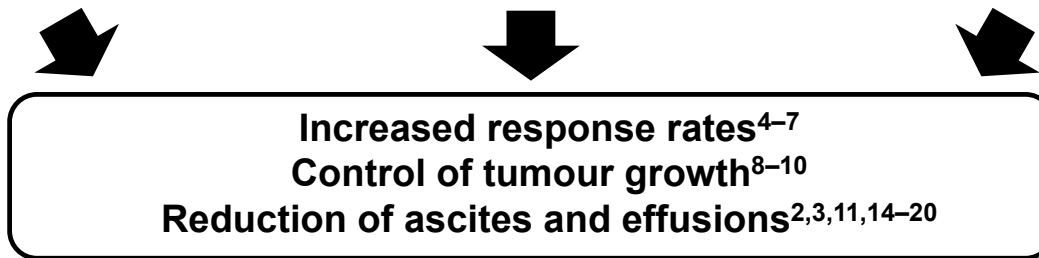 Increased response rates4–7
Control of tumour growth8–10
Reduction of ascites and effusions2,3,11,14–20